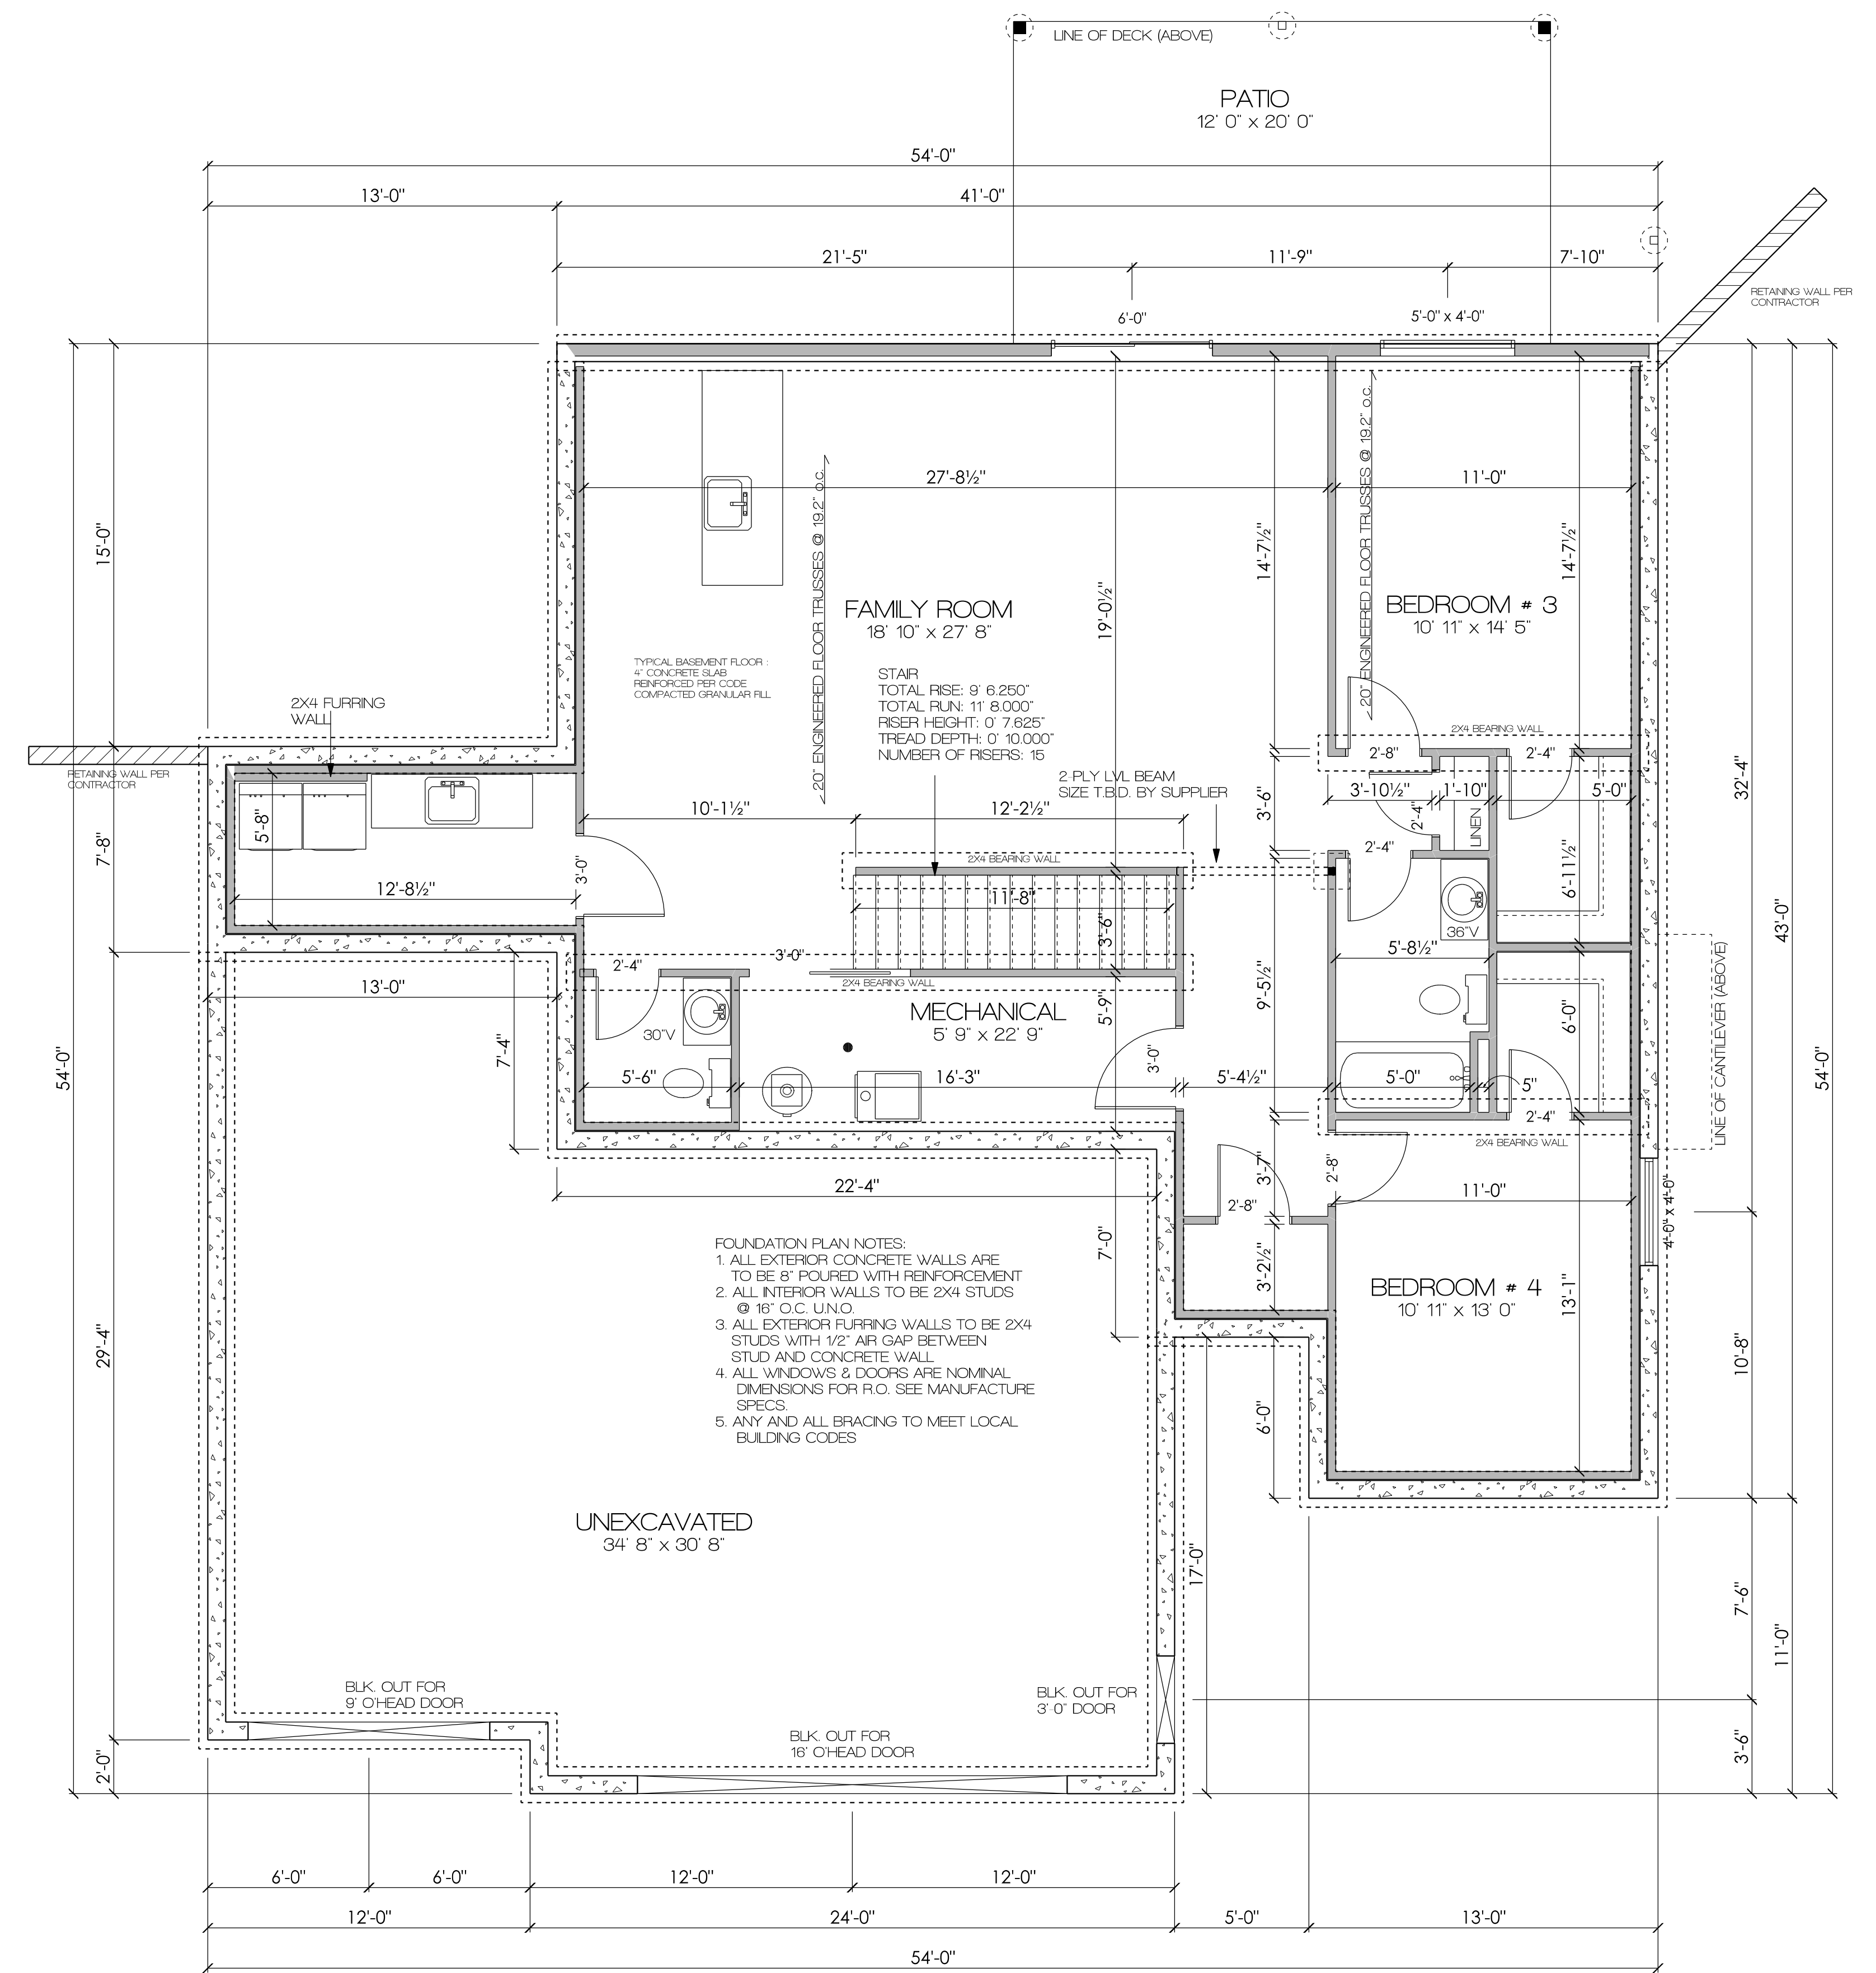 LINE OF DECK (ABOVE)
PATIO
12' 0" x 20' 0"
54'-0"
13'-0"
41'-0"
21'-5"
11'-9"
7'-10"
RETAINING WALL PER
CONTRACTOR
6'-0"
5'-0" x 4'-0"
27'-8½"
11'-0"
15'-0"
20" ENGINEERED FLOOR TRUSSES @ 19.2" o.c.
20" ENGINEERED FLOOR TRUSSES @ 19.2" o.c.
14'-7½"
14'-7½"
19'-0½"
FAMILY ROOM
18' 10" x 27' 8"
BEDROOM # 3
10' 11" x 14' 5"
TYPICAL BASEMENT FLOOR :
4" CONCRETE SLAB
REINFORCED PER CODE
COMPACTED GRANULAR FILL
STAIR
TOTAL RISE: 9' 6.250"
TOTAL RUN: 11' 8.000"
RISER HEIGHT: 0' 7.625"
TREAD DEPTH: 0' 10.000"
NUMBER OF RISERS: 15
2X4 FURRING
WALL
2X4 BEARING WALL
2'-8"
2'-4"
RETAINING WALL PER
CONTRACTOR
2-PLY LVL BEAM
SIZE T.B.D. BY SUPPLIER
3'-10½"
1'-10"
5'-0"
3'-6"
2'-4"
LINEN
32'-4"
10'-1½"
12'-2½"
5'-8"
7'-8"
2'-4"
2X4 BEARING WALL
3'-0"
12'-8½"
11'-8"
6'-11½"
3'-6"
36"V
5'-8½"
43'-0"
3'-0"
2'-4"
2X4 BEARING WALL
13'-0"
MECHANICAL
5' 9" x 22' 9"
5'-9"
9'-5½"
6'-0"
LINE OF CANTILEVER (ABOVE)
30"V
7'-4"
3'-0"
54'-0"
54'-0"
5'-6"
16'-3"
5'-4½"
5'-0"
5"
2'-4"
2X4 BEARING WALL
3'-7"
2'-8"
22'-4"
11'-0"
2'-8"
4'-0" x 4'-0"
7'-0"
3'-2½"
FOUNDATION PLAN NOTES:
1. ALL EXTERIOR CONCRETE WALLS ARE
TO BE 8" POURED WITH REINFORCEMENT
2. ALL INTERIOR WALLS TO BE 2X4 STUDS
@ 16" O.C. U.N.O.
3. ALL EXTERIOR FURRING WALLS TO BE 2X4
STUDS WITH 1/2" AIR GAP BETWEEN
STUD AND CONCRETE WALL
4. ALL WINDOWS & DOORS ARE NOMINAL
DIMENSIONS FOR R.O. SEE MANUFACTURE
SPECS.
5. ANY AND ALL BRACING TO MEET LOCAL
BUILDING CODES
BEDROOM # 4
10' 11" x 13' 0"
13'-1"
29'-4"
10'-8"
6'-0"
UNEXCAVATED
34' 8" x 30' 8"
17'-0"
7'-6"
11'-0"
BLK. OUT FOR
9' O'HEAD DOOR
BLK. OUT FOR
3'-0" DOOR
BLK. OUT FOR
16' O'HEAD DOOR
2'-0"
3'-6"
6'-0"
6'-0"
12'-0"
12'-0"
12'-0"
24'-0"
5'-0"
13'-0"
54'-0"